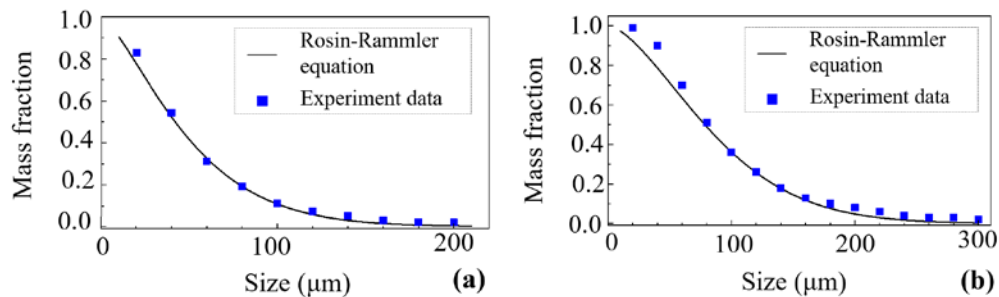 1.0
0.8
0.6
0.4
0.2
0.0
Mass fraction
Rosin-Rammler
equation
Experiment data
0
100
200
Size (μm)
(a)
1.0
0.8
0.6
0.4
0.2
0.0
Mass fraction
Rosin-Rammler
equation
Experiment data
0
100
200
300
Size (μm)
(b)